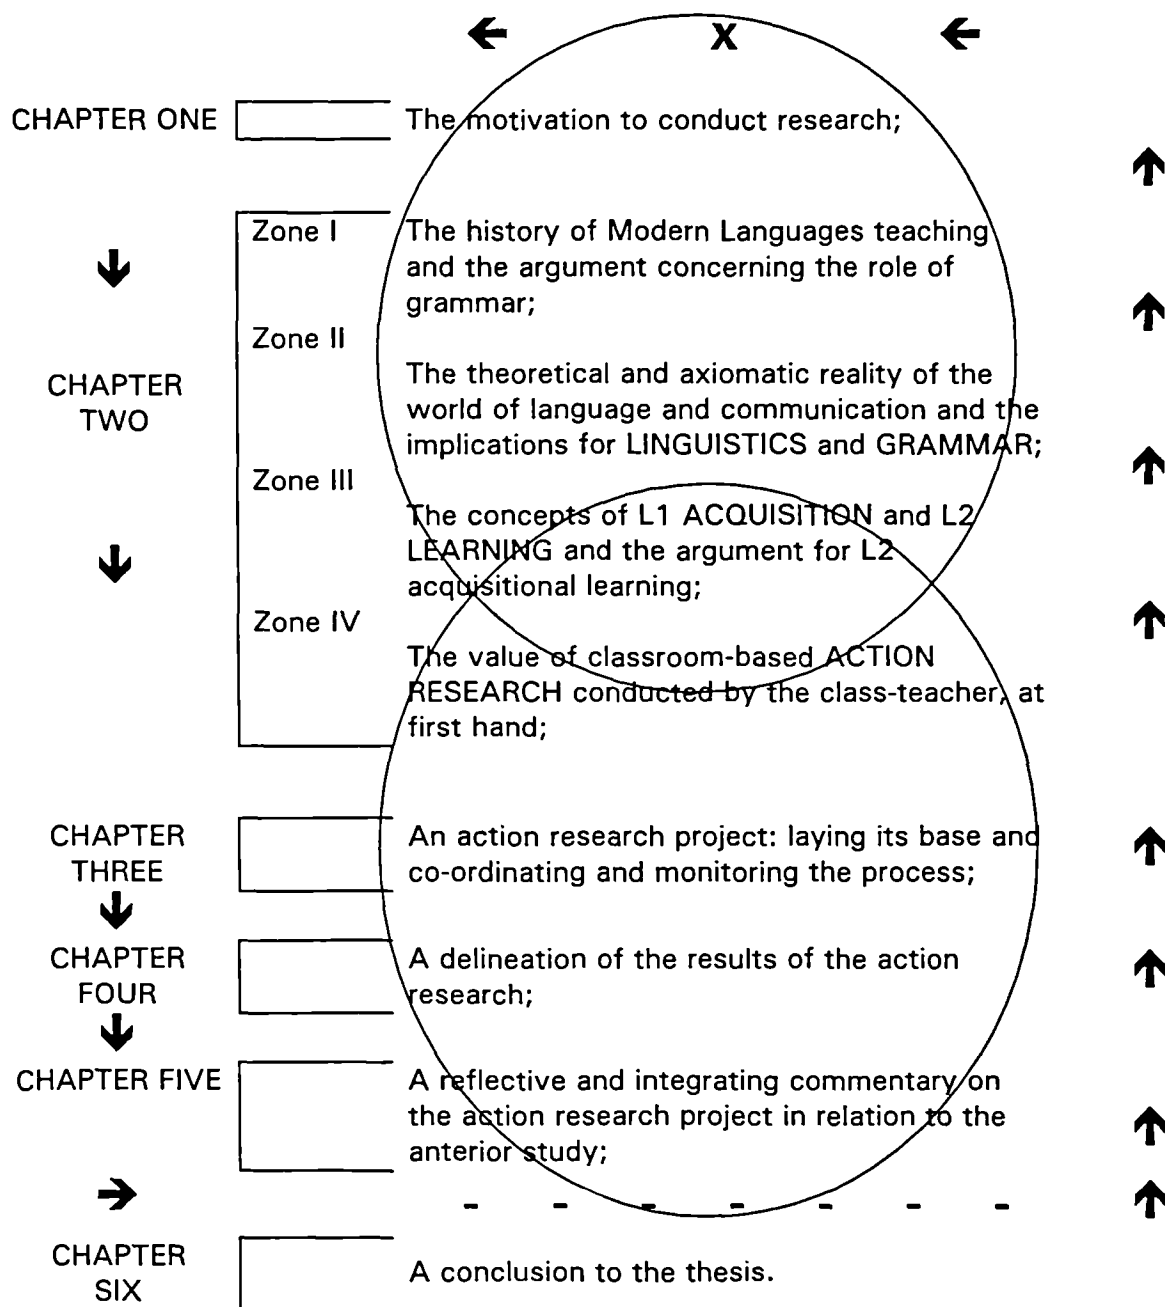 X
CHAPTER ONE
The motivation to conduct research;
Zone I
The history of Modern Languages teaching
and the argument concerning the role of
grammar;
Zone II
CHAPTER
TWO
The theoretical and axiomatic reality of the
world of language and communication and the
implications for LINGUISTICS and GRAMMAR;
Zone III
The concepts of L1 ACQUISITION and L2
LEARNING and the argument for L2
acquisitional learning;
Zone IV
The value of classroom-based ACTION
RESEARCH conducted by the class-teacher, at
first hand;
CHAPTER
THREE
An action research project: laying its base and
co-ordinating and monitoring the process;
CHAPTER
FOUR
A delineation of the results of the action
research;
CHAPTER FIVE
A reflective and integrating commentary on
the action research project in relation to the
anterior study;
CHAPTER
SIX
A conclusion to the thesis.